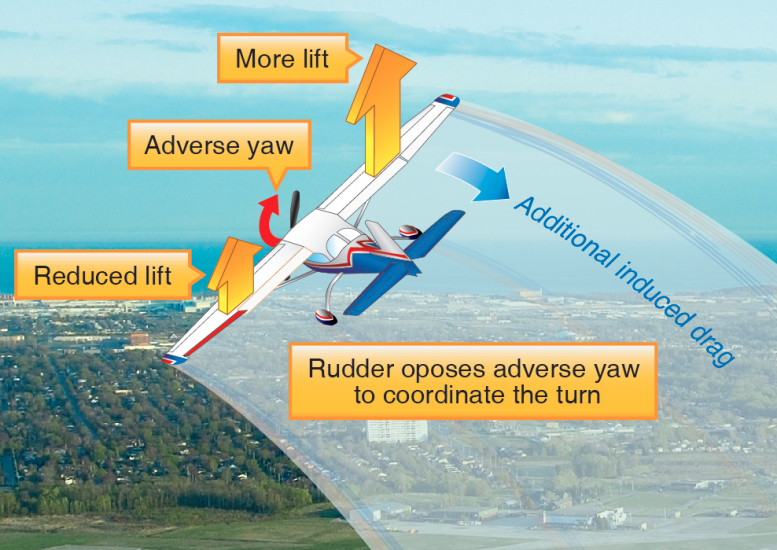 More lift
Adverse yaw
Reduced lift
Additional induced drag
Rudder oposes adverse yaw
to coordinate the turn